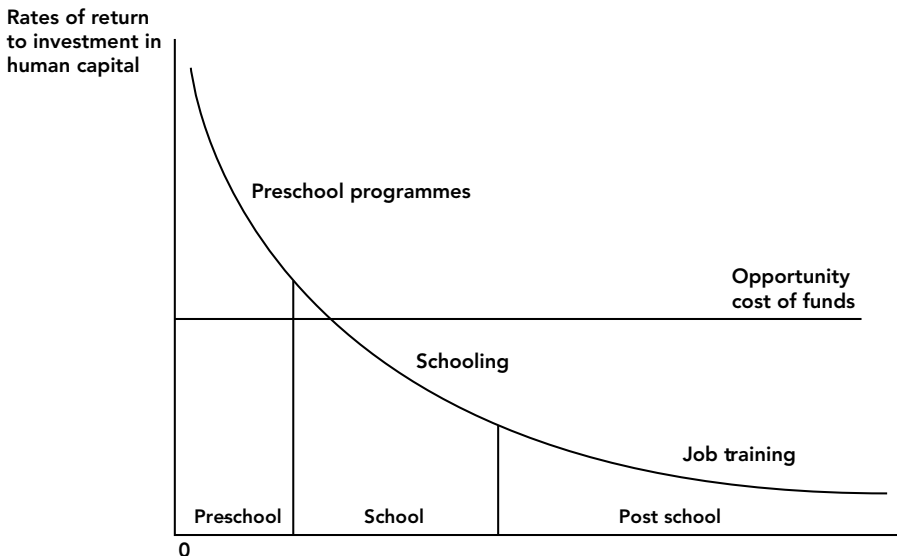 Rates of return
to investment in
human capital
Preschool programmes
Opportunity
cost of funds
Schooling
Job training
Preschool
School
Post school
0